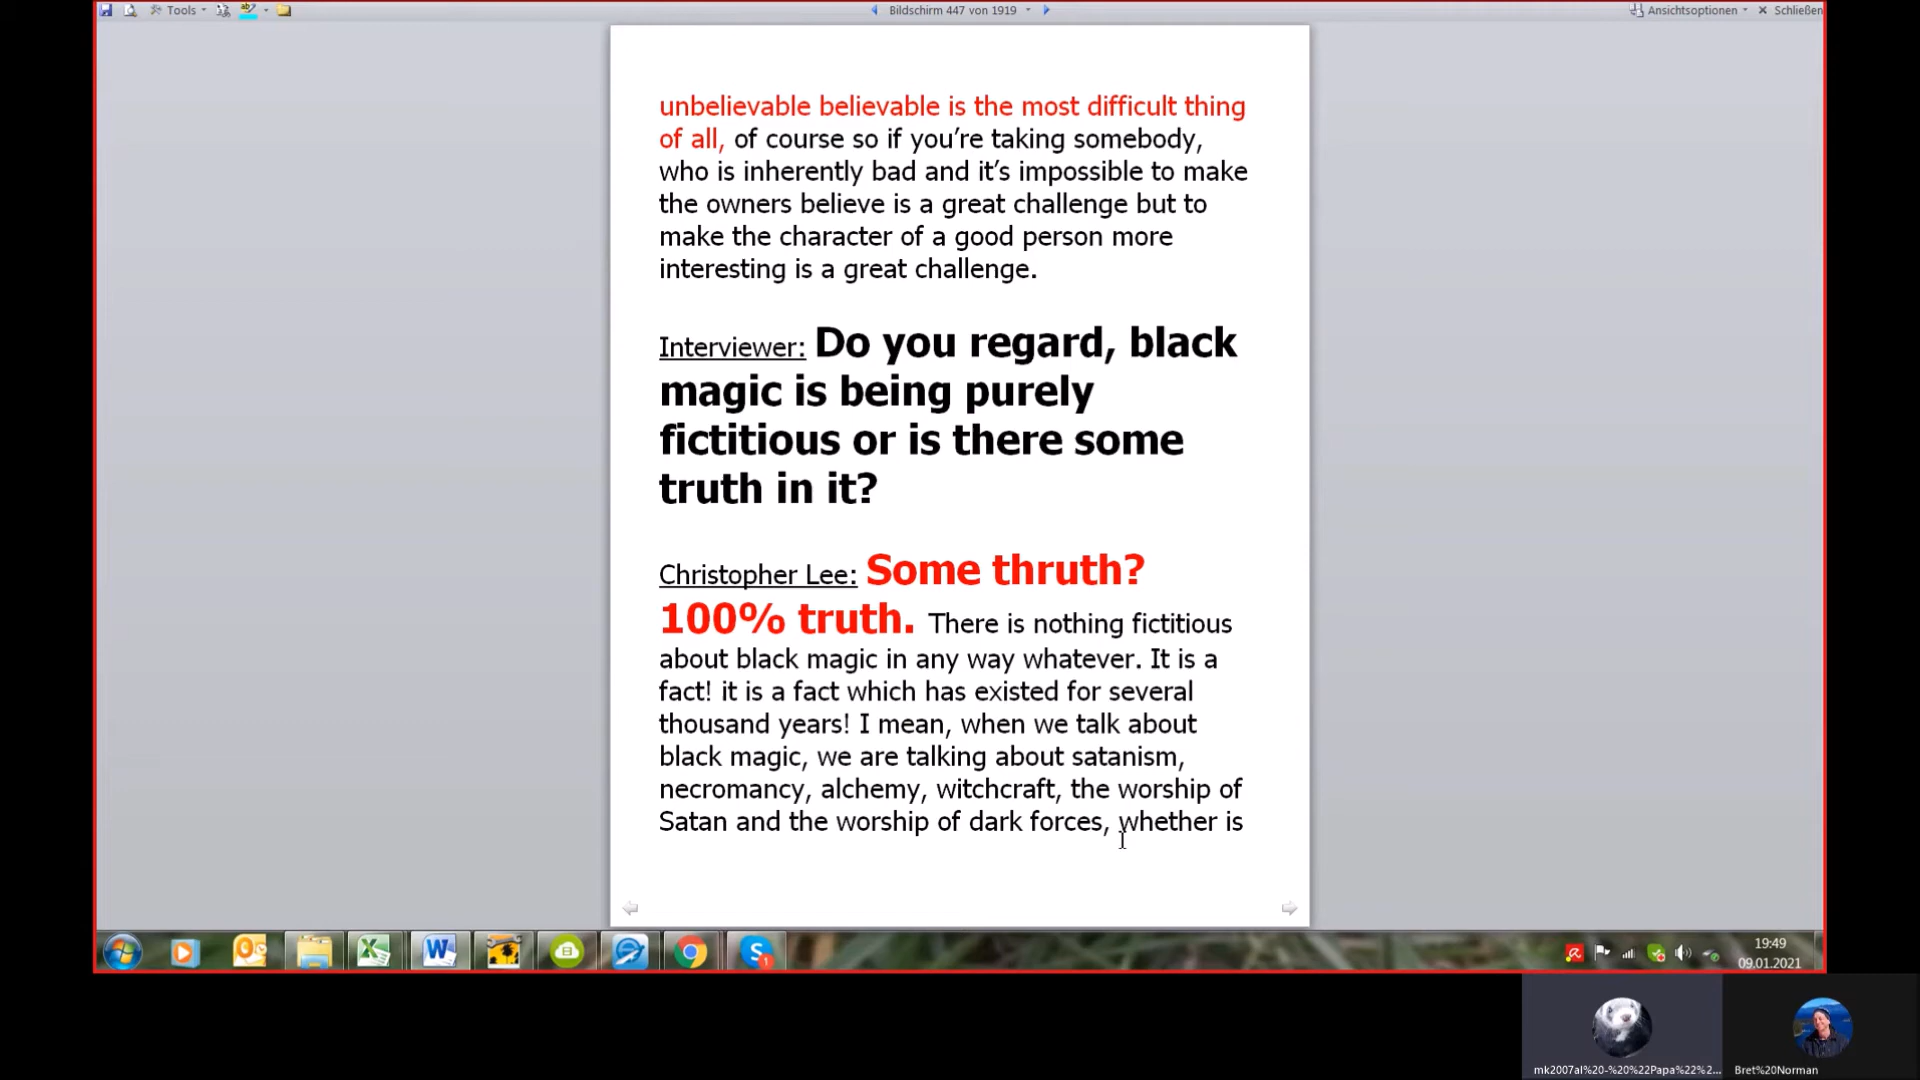 Tools
Bildschirm 447 von 1919
Ansichtsoptionen
Schließen
unbelievable believable is the most difficult thing
of all, of course so if you’re taking somebody,
who is inherently bad and it’s impossible to make
the owners believe is a great challenge but to
make the character of a good person more
interesting is a great challenge.
Interviewer: Do you regard, black
magic is being purely
fictitious or is there some
truth in it?
Christopher Lee: Some thruth?
100% truth. There is nothing fictitious
about black magic in any way whatever. It is a
fact! it is a fact which has existed for several
thousand years! I mean, when we talk about
black magic, we are talking about satanism,
necromancy, alchemy, witchcraft, the worship of
Satan and the worship of dark forces, whether is
19:49
09.01.2021
mk2007al%20-%20%22Papa%22%2...
Bret%20Norman